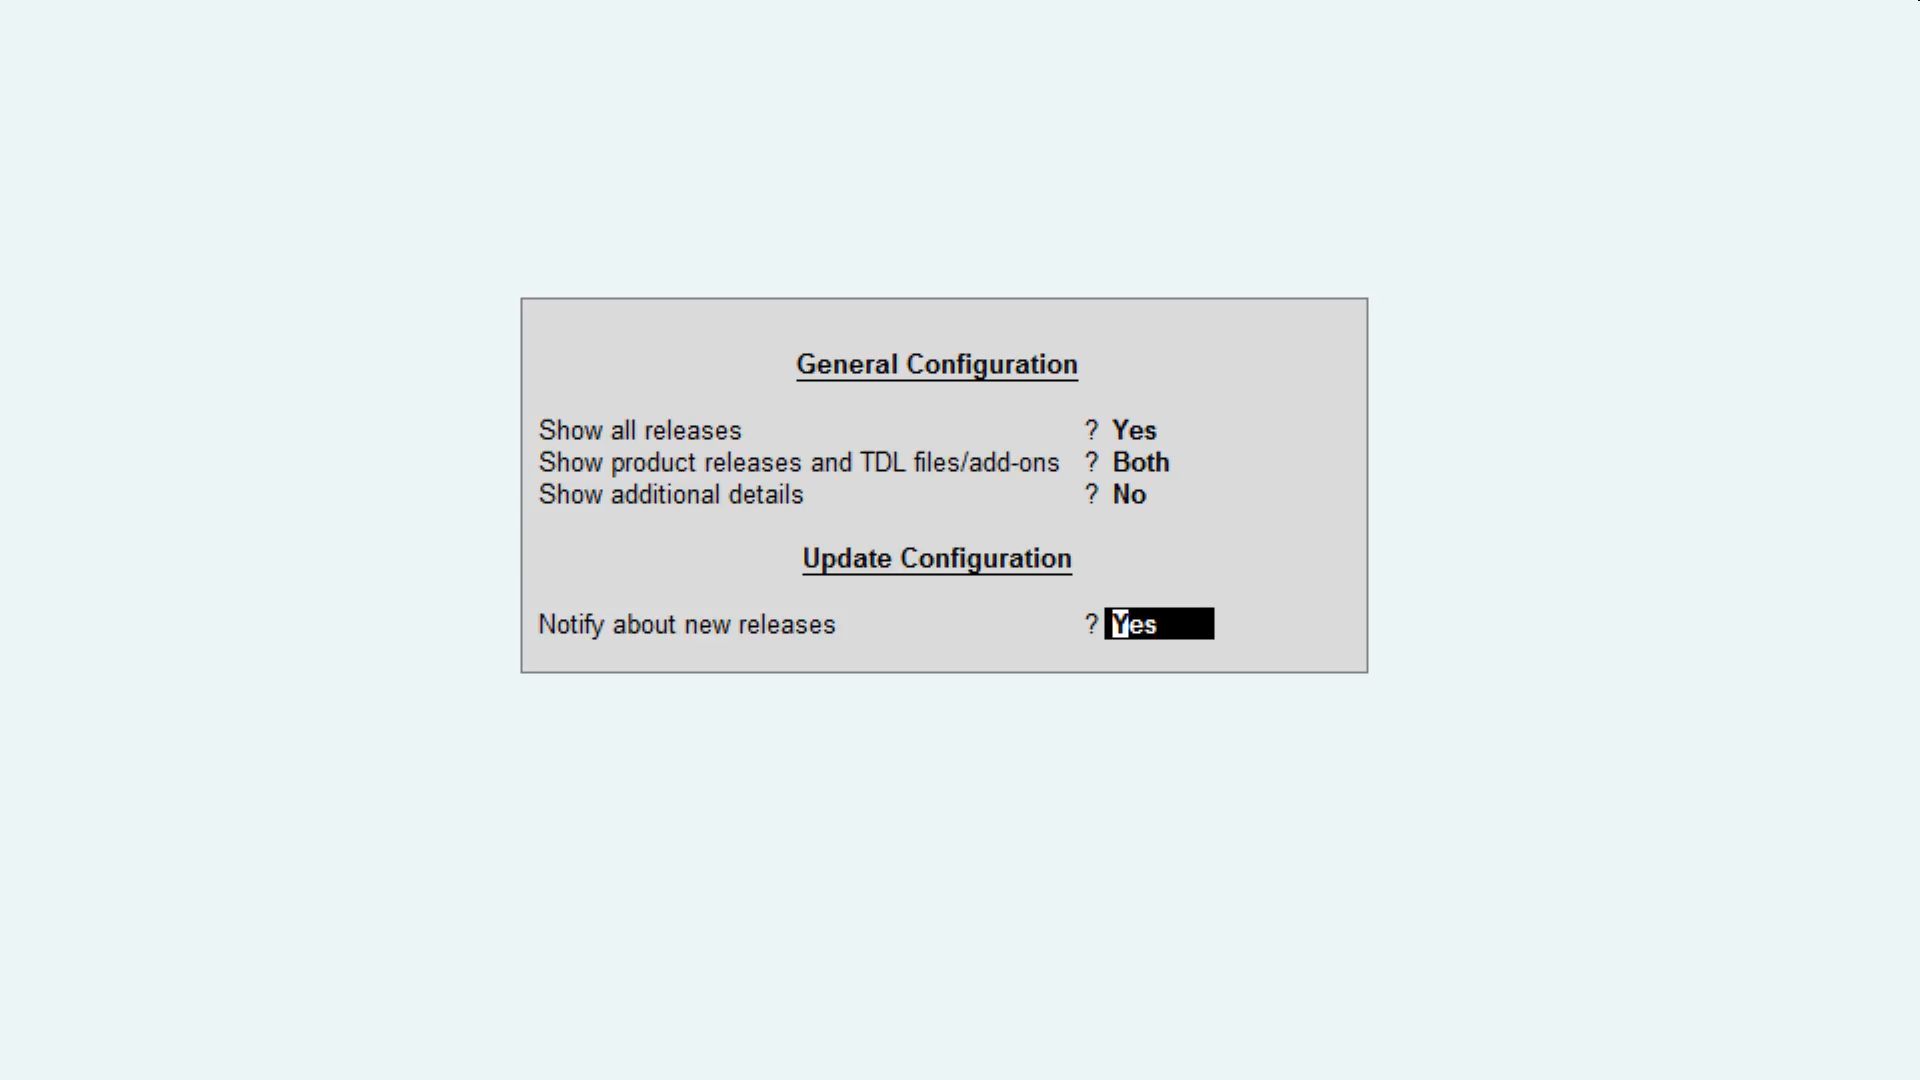 General Configuration
Show all releases ? Yes
Show product releases and TDL files/add-ons ? Both
Show additional details ? No
Update Configuration
Notify about new releases ? Yes